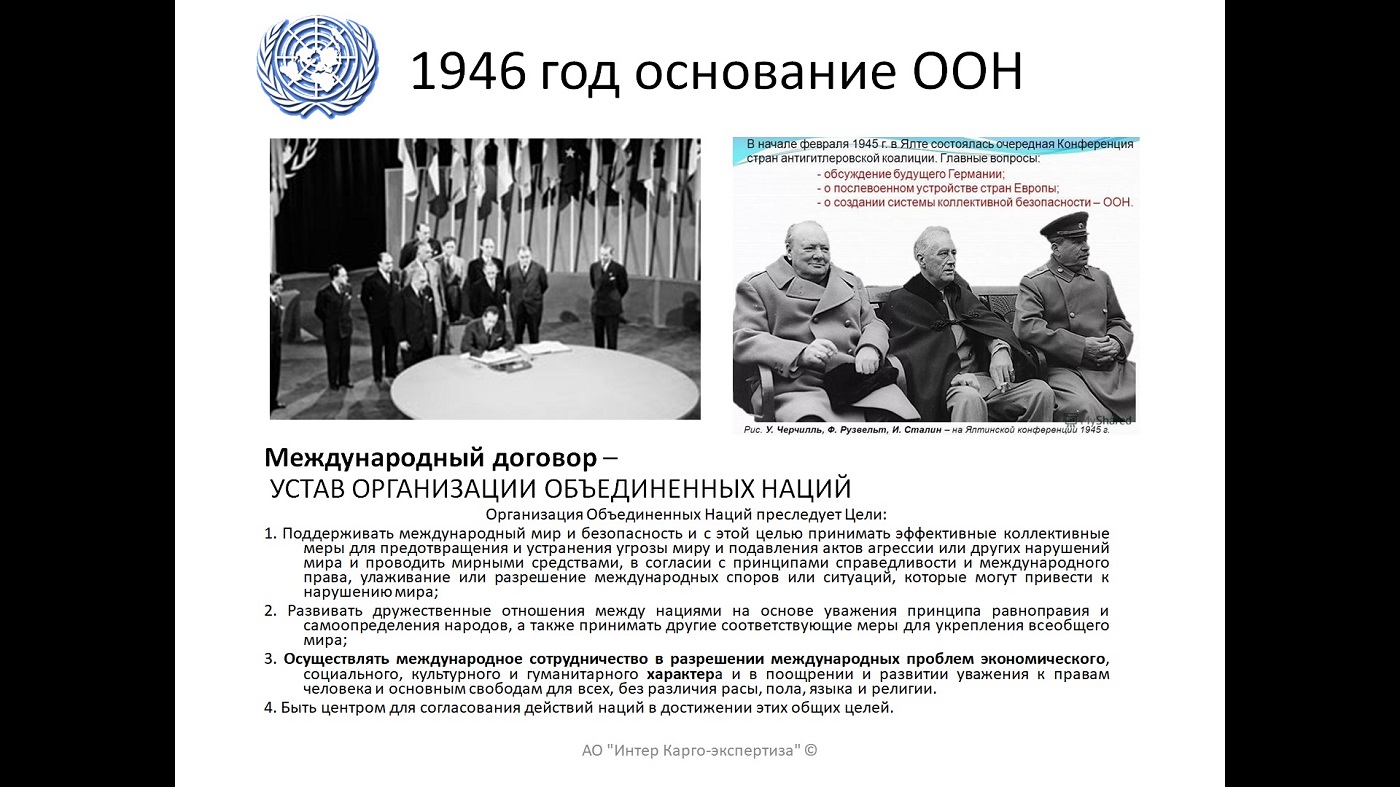 1946 год основание ООН
В начале февраля 1945 г. в Ялте состоялась очередная Конференция
стран антигитлеровской коалиции. Главные вопросы:
- обсуждение будущего Германии;
- о послевоенном устройстве стран Европы;
- о создании системы коллективной безопасности – ООН.
MyShared
Рис. У. Черчилль, Ф. Рузвельт, И. Сталин – на Ялтинской конференции 1945 г.
Международный договор –
УСТАВ ОРГАНИЗАЦИИ ОБЪЕДИНЕННЫХ НАЦИЙ
Организация Объединенных Наций преследует Цели:
1. Поддерживать международный мир и безопасность и с этой целью принимать эффективные коллективные
меры для предотвращения и устранения угрозы миру и подавления актов агрессии или других нарушений
мира и проводить мирными средствами, в согласии с принципами справедливости и международного
права, улаживание или разрешение международных споров или ситуаций, которые могут привести к
нарушению мира;
2. Развивать дружественные отношения между нациями на основе уважения принципа равноправия и
самоопределения народов, а также принимать другие соответствующие меры для укрепления всеобщего
мира;
3. Осуществлять международное сотрудничество в разрешении международных проблем экономического,
социального, культурного и гуманитарного характера и в поощрении и развитии уважения к правам
человека и основным свободам для всех, без различия расы, пола, языка и религии.
4. Быть центром для согласования действий наций в достижении этих общих целей.
АО "Интер Карго-экспертиза" ©